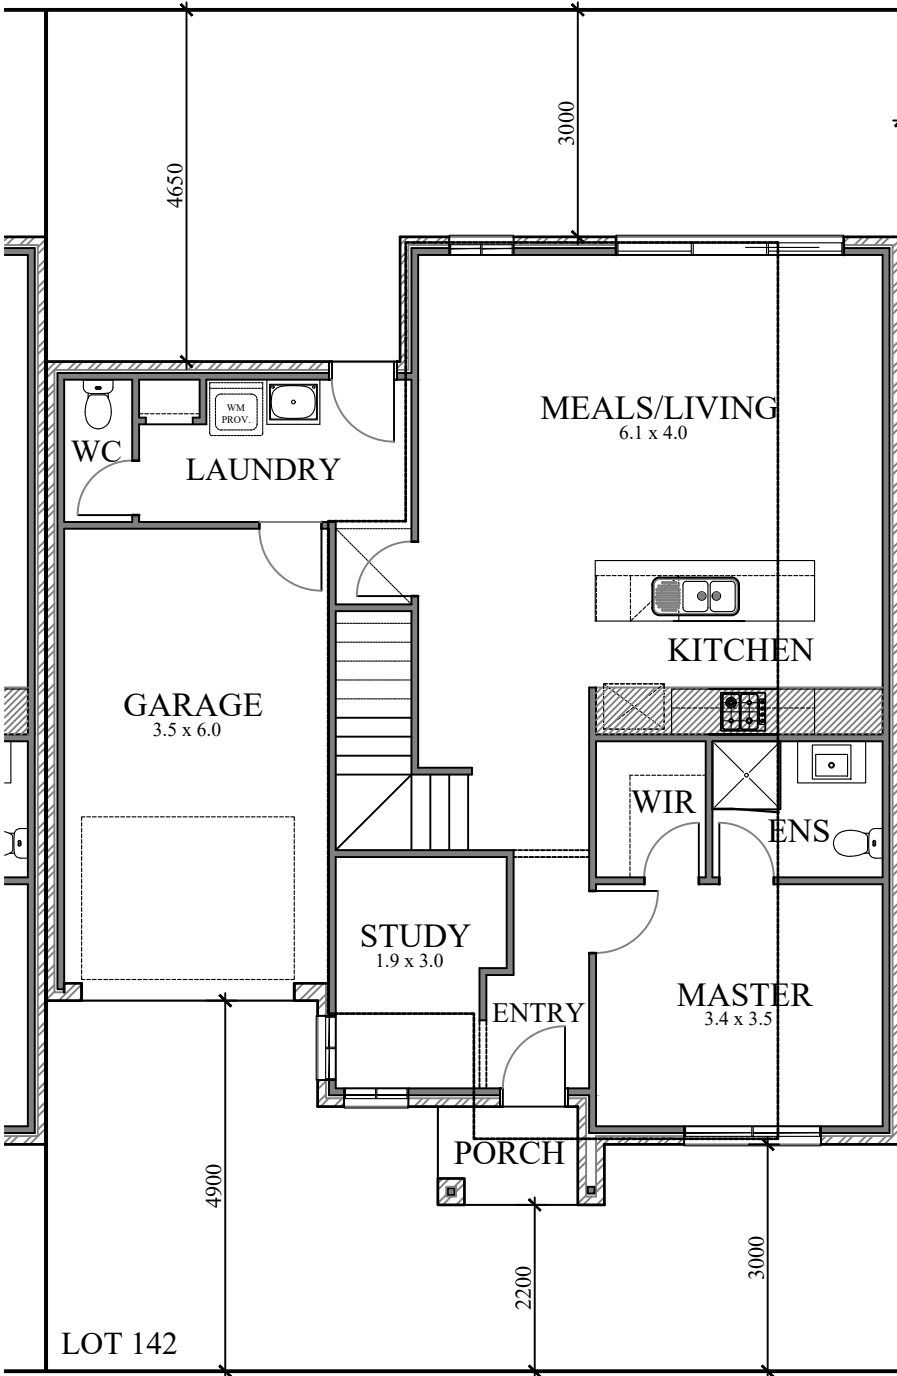 3000
4650
MEALS/LIVING
6.1 x 4.0
WM
PROV.
WC
LAUNDRY
KITCHEN
GARAGE
3.5 x 6.0
WIR
ENS
STUDY
1.9 x 3.0
MASTER
3.4 x 3.5
ENTRY
PORCH
4900
3000
2200
LOT 142